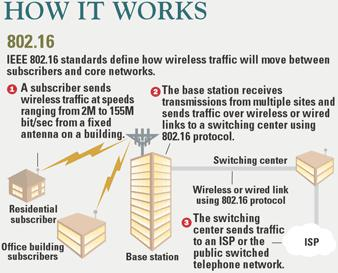 HOW IT WORKS
802.16
IEEE 802.16 standards define how wireless traffic will move between
subscribers and core networks.
1 A subscriber sends
wireless traffic at speeds
ranging from 2M to 155M
bit/sec from a fixed
antenna on a building.
2 The base station receives
transmissions from multiple sites and
sends traffic over wireless or wired
links to a switching center using
802.16 protocol.
Switching center
Wireless or wired link
using 802.16 protocol
Residential
subscriber
3 The switching
center sends traffic
to an ISP or the
public switched
telephone network.
ISP
Office building
subscribers
Base station